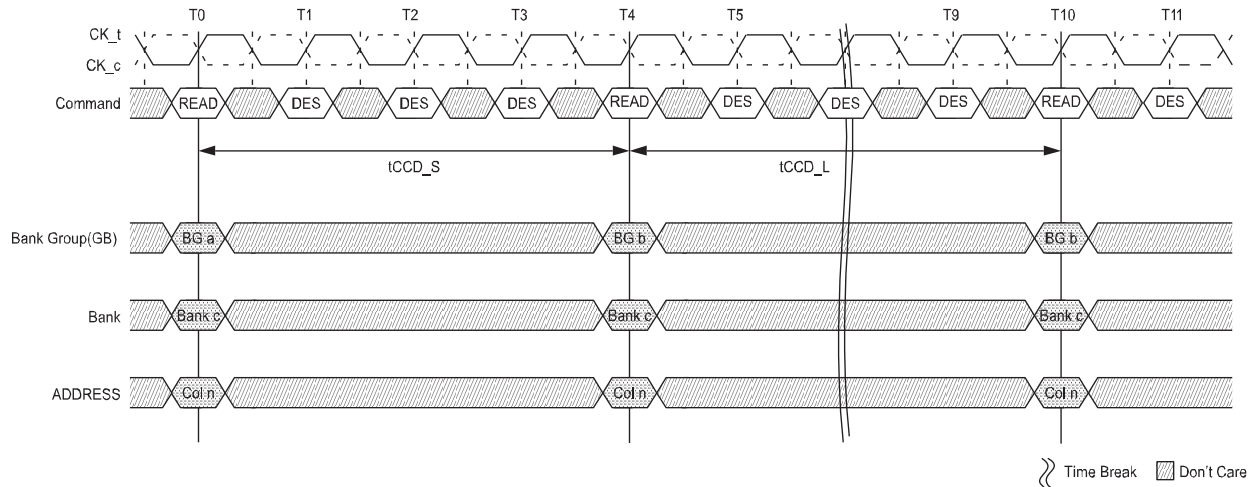 T0 T1 T2 T3 T4 T5 T9 T10 T11
CK_t
CK_c
Command READ DES DES DES READ DES DES DES READ DES
tCCD_S tCCD_L
Bank Group(GB) BG a BG b BG b
Bank Bank c Bank c Bank c
ADDRESS Col n Col n Col n
Time Break Don't Care